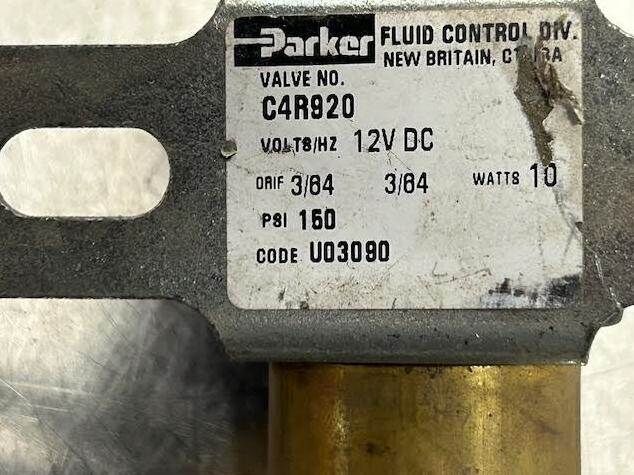 Parker FLUID CONTROL DIV.
NEW BRITAIN,
VALVE NO.
C4R920
VOLTS/HZ 12V DC
ORIF 3/64 3/64 WATTS 10
PSI 150
CODE U03090